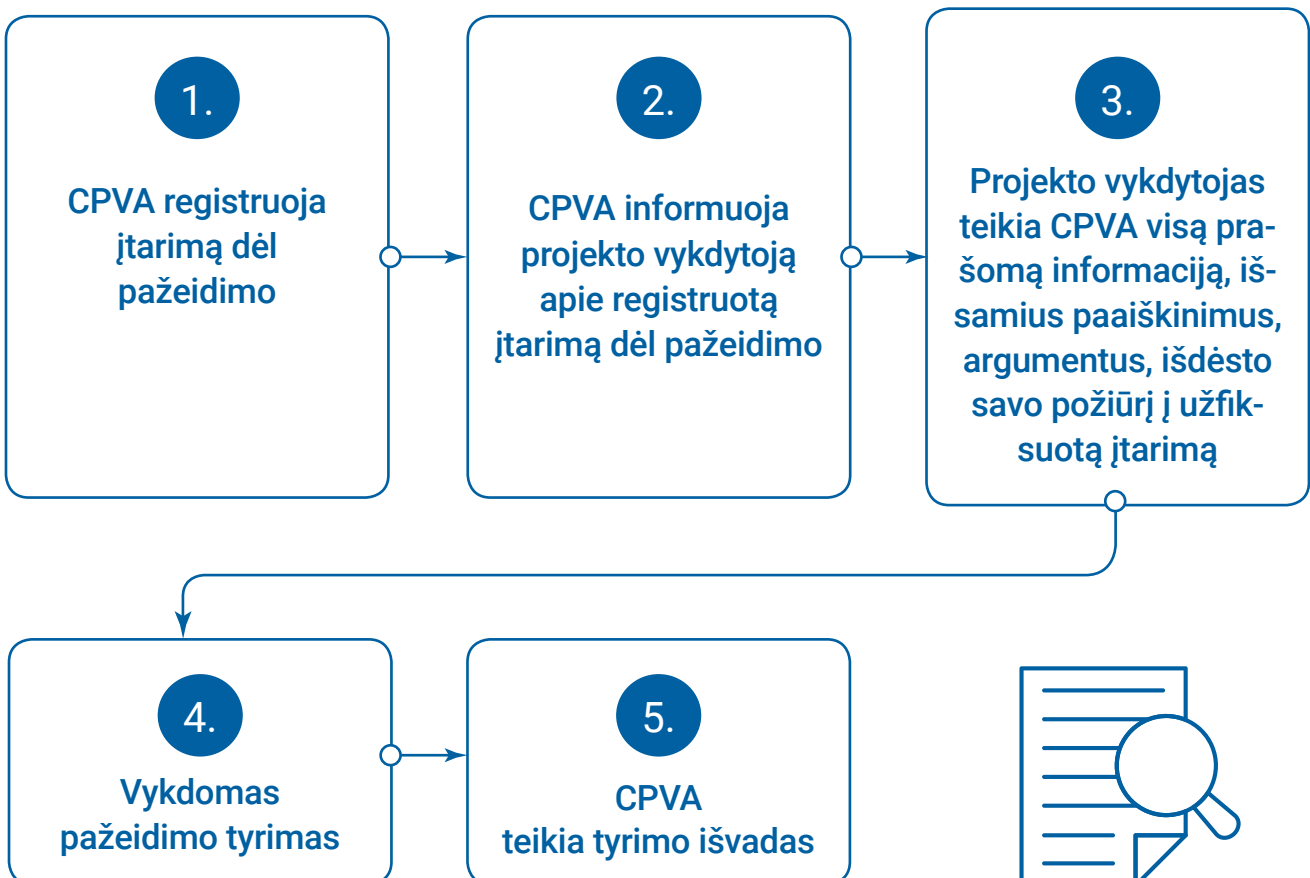 1.
CPVA registruoja
įtarimą dėl
pažeidimo
2.
CPVA informuoja
projekto vykdytoją
apie registruotą
įtarimą dėl pažeidimo
3.
Projekto vykdytojas
teikia CPVA visą pra-
šomą informaciją, iš-
samius paaiškinimus,
argumentus, išdėsto
savo požiūrį į užfik-
suotą įtarimą
4.
Vykdomas
pažeidimo tyrimas
5.
CPVA
teikia tyrimo išvadas